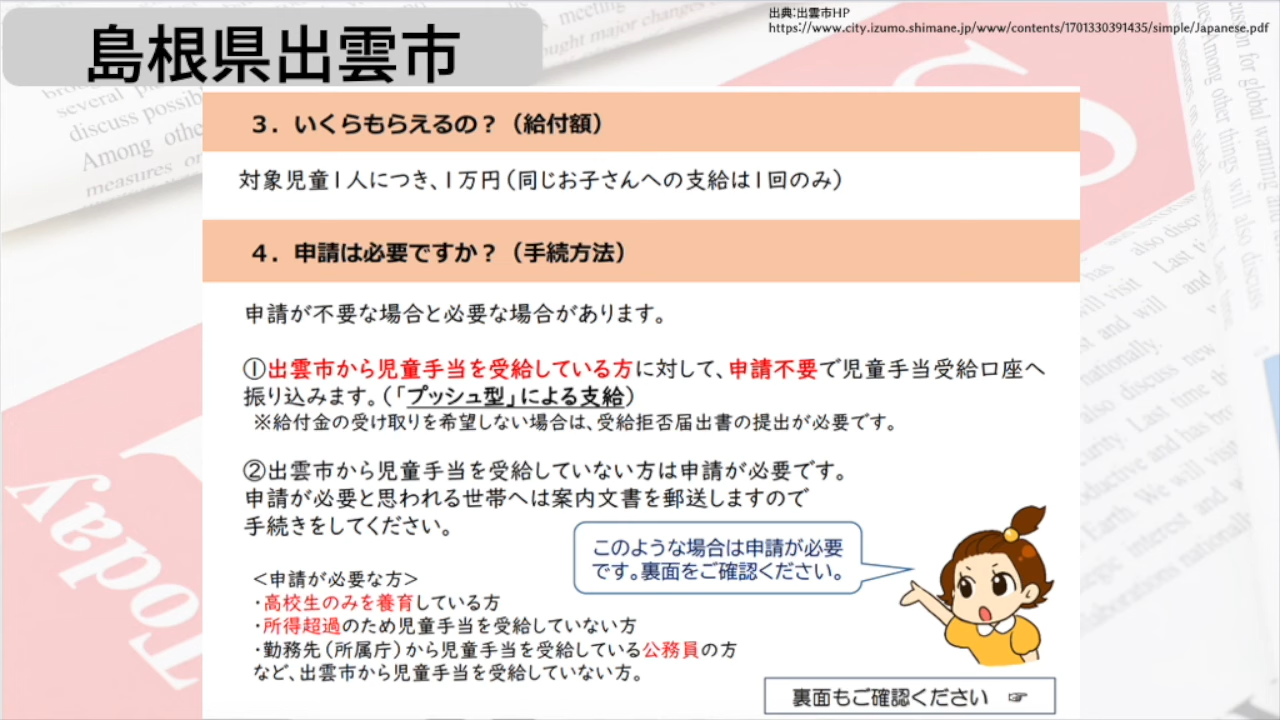 島根県出雲市
出典:出雲市HP
https://www.city.izumo.shimane.jp/www/contents/1701330391435/simple/Japanese.pdf
3．いくらもらえるの？（給付額）
対象児童1人につき、1万円（同じお子さんへの支給は1回のみ）
4．申請は必要ですか？（手続方法）
申請が不要な場合と必要な場合があります。
①出雲市から児童手当を受給している方に対して、申請不要で児童手当受給口座へ
振り込みます。（「プッシュ型」による支給）
※給付金の受け取りを希望しない場合は、受給拒否届出書の提出が必要です。
②出雲市から児童手当を受給していない方は申請が必要です。
申請が必要と思われる世帯へは案内文書を郵送しますので
手続きをしてください。
このような場合は申請が必要
です。裏面をご確認ください。
＜申請が必要な方＞
・高校生のみを養育している方
・所得超過のため児童手当を受給していない方
・勤務先（所属庁）から児童手当を受給している公務員の方
など、出雲市から児童手当を受給していない方。
裏面もご確認ください ☞
Today